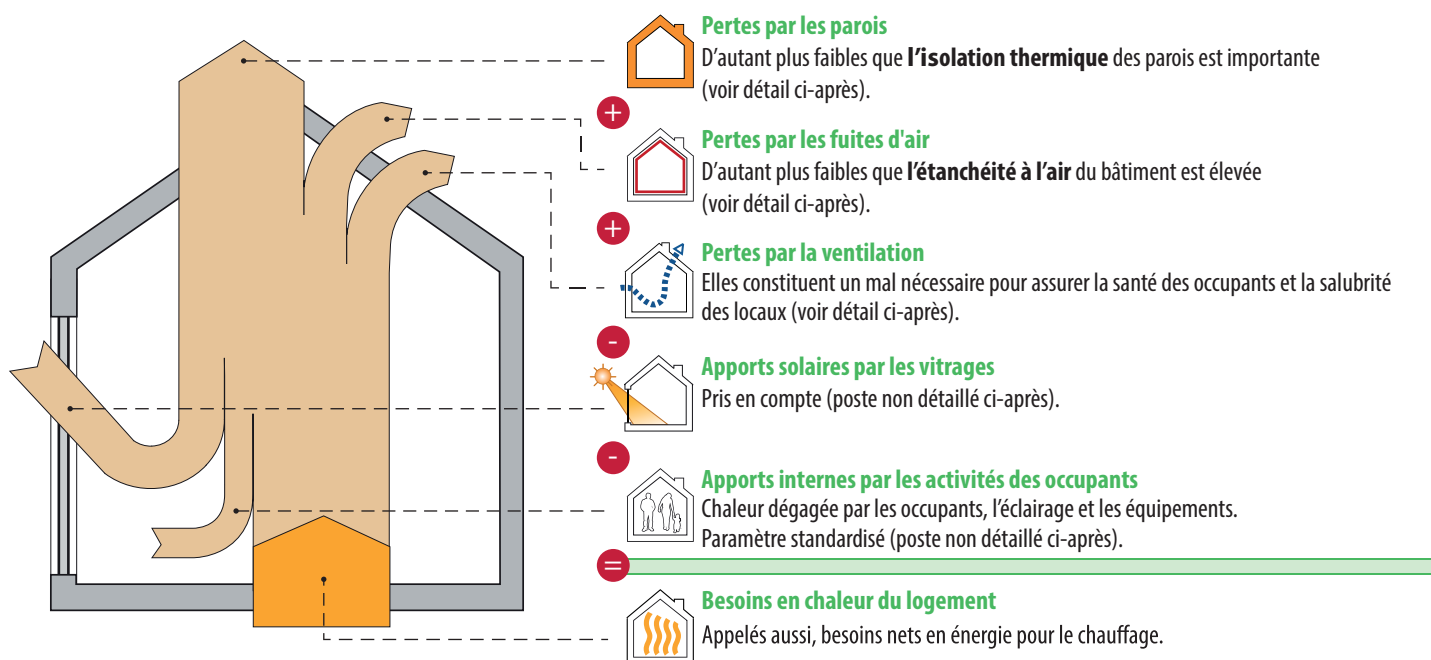 Pertes par les parois
D'autant plus faibles que l'isolation thermique des parois est importante
(voir détail ci-après).
+
Pertes par les fuites d'air
D'autant plus faibles que l'étanchéité à l'air du bâtiment est élevée
(voir détail ci-après).
+
Pertes par la ventilation
Elles constituent un mal nécessaire pour assurer la santé des occupants et la salubrité
des locaux (voir détail ci-après).
-
Apports solaires par les vitrages
Pris en compte (poste non détaillé ci-après).
-
Apports internes par les activités des occupants
Chaleur dégagée par les occupants, l'éclairage et les équipements.
Paramètre standardisé (poste non détaillé ci-après).
=
Besoins en chaleur du logement
Appelés aussi, besoins nets en énergie pour le chauffage.